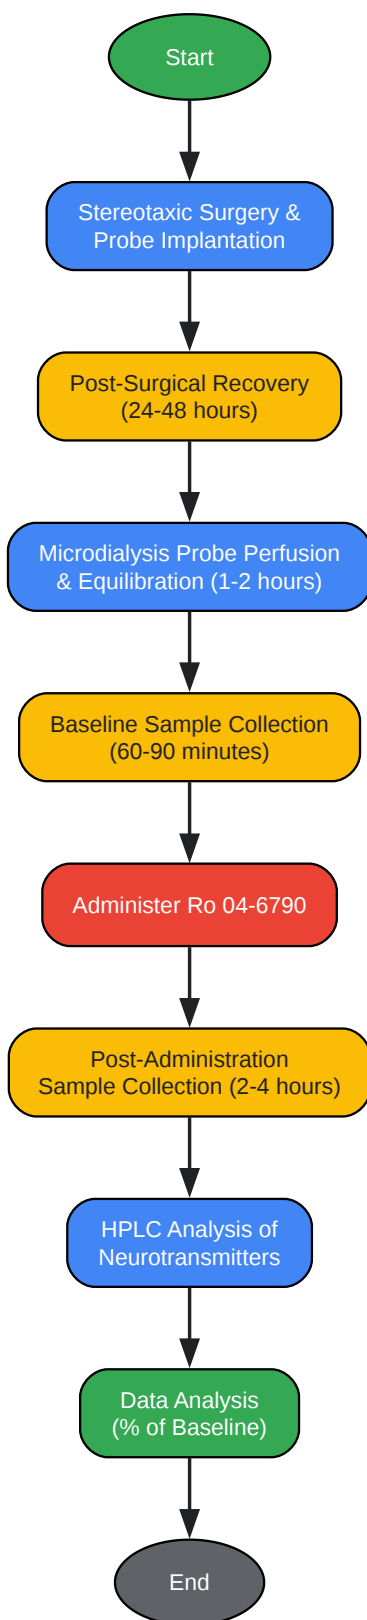 Start
Stereotaxic Surgery &
Probe Implantation
Post-Surgical Recovery
(24-48 hours)
Microdialysis Probe Perfusion
& Equilibration (1-2 hours)
Baseline Sample Collection
(60-90 minutes)
Administer Ro 04-6790
Post-Administration
Sample Collection (2-4 hours)
HPLC Analysis of
Neurotransmitters
Data Analysis
(% of Baseline)
End